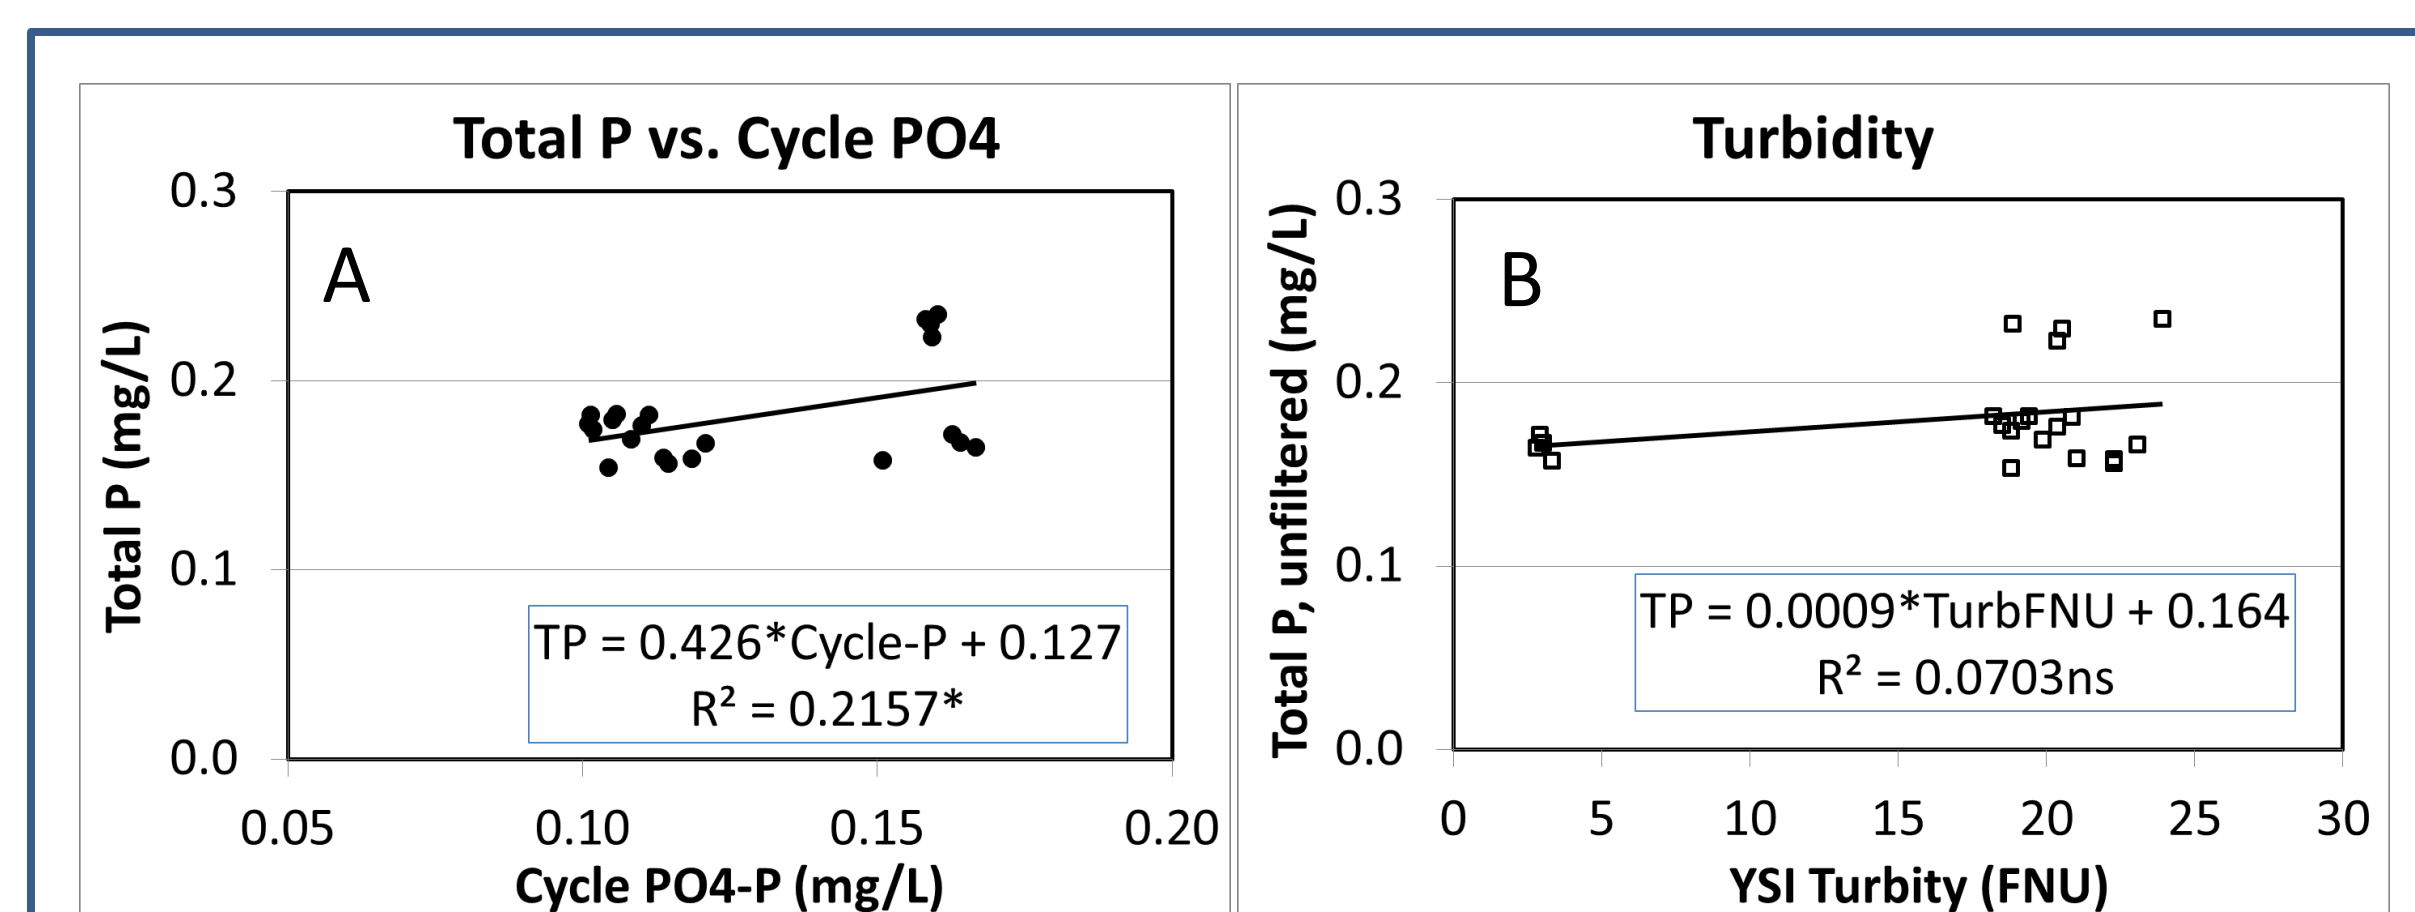 Total P vs. Cycle PO4
0.3
0.2
0.1
0.0
Total P (mg/L)
A
TP = 0.426*Cycle-P + 0.127
R² = 0.2157*
0.05 0.10 0.15 0.20
Cycle PO4-P (mg/L)
Turbidity
0.3
0.2
0.1
0.0
Total P, unfiltered (mg/L)
B
TP = 0.0009*TurbFNU + 0.164
R² = 0.0703ns
0 5 10 15 20 25 30
YSI Turbity (FNU)